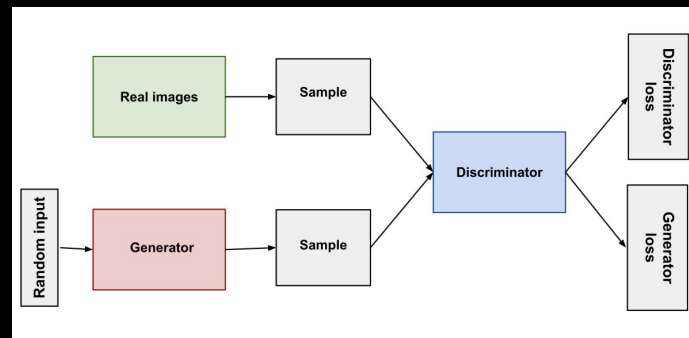 Real images
Sample
Discriminator
loss
Discriminator
Random input
Generator
Sample
Generator
loss